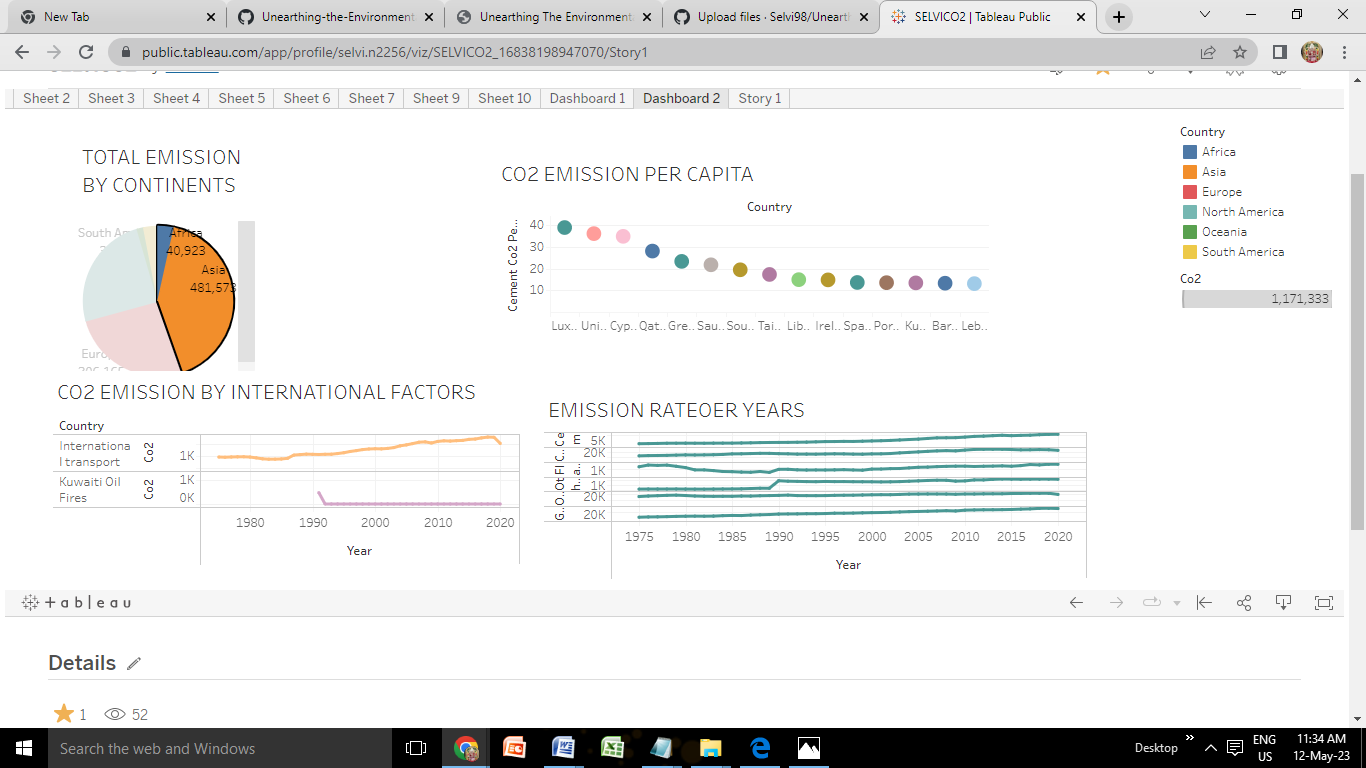 New Tab
Unearthing-the-Environment
Unearthing The Environment
Upload files · Selvi98/Unearth
SELVICO2 | Tableau Public
public.tableau.com/app/profile/selvi.n2256/viz/SELVICO2_16838198947070/Story1
Sheet 2 Sheet 3 Sheet 4 Sheet 5 Sheet 6 Sheet 7 Sheet 9 Sheet 10 Dashboard 1 Dashboard 2 Story 1
TOTAL EMISSION
BY CONTINENTS
South Am
Africa
40,923
Asia
481,573
Euro
CO2 EMISSION PER CAPITA
Country
Cement Co2 Pe..
40
30
20
10
Lux.. Uni.. Cyp.. Qat.. Gre.. Sau.. Sou.. Tai.. Lib.. Irel.. Spa.. Por.. Ku.. Bar.. Leb..
Country
Africa
Asia
Europe
North America
Oceania
South America
Co2
1,171,333
CO2 EMISSION BY INTERNATIONAL FACTORS
Country
Internationa
l transport
Co2
1K
Kuwaiti Oil
Fires
Co2
1K
0K
1980 1990 2000 2010 2020
Year
EMISSION RATEOER YEARS
Ce
m
5K
C..
20K
Fl
a..
1K
Ot
h..
1K
O..
20K
G..
20K
1975 1980 1985 1990 1995 2000 2005 2010 2015 2020
Year
+ a b l e a u
Details
1 52
Search the web and Windows
Desktop
ENG
US
11:34 AM
12-May-23